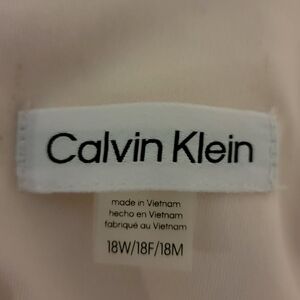 Calvin Klein
made in Vietnam
hecho en Vietnam
fabriqué au Vietnam
18W/18F/18M